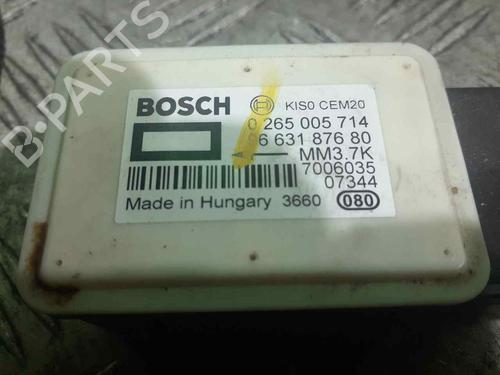 B-PARTS
BOSCH KIS0 CEM20
0 265 005 714
96 631 876 80
MM3.7K
7006035
07344
Made in Hungary 3660 080